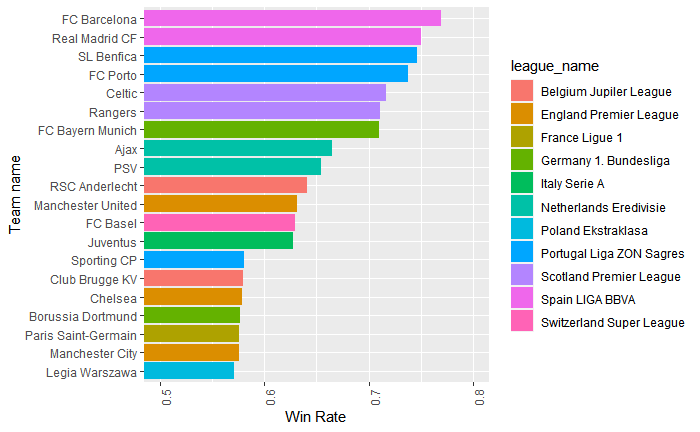 FC Barcelona
Real Madrid CF
SL Benfica
FC Porto
Celtic
Rangers
FC Bayern Munich
Ajax
PSV
RSC Anderlecht
Manchester United
FC Basel
Juventus
Sporting CP
Club Brugge KV
Chelsea
Borussia Dortmund
Paris Saint-Germain
Manchester City
Legia Warszawa
Team name
0.5
0.6
0.7
0.8
Win Rate
league_name
Belgium Jupiler League
England Premier League
France Ligue 1
Germany 1. Bundesliga
Italy Serie A
Netherlands Eredivisie
Poland Ekstraklasa
Portugal Liga ZON Sagres
Scotland Premier League
Spain LIGA BBVA
Switzerland Super League